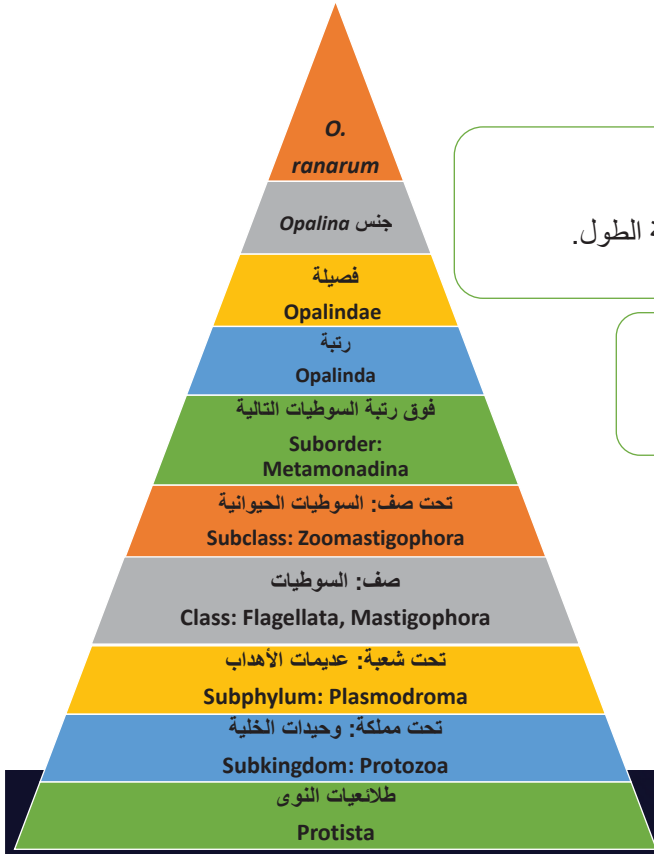 O.
ranarum
جنس Opalina
فصيلة
Opalindae
رتبة
Opalinda
فوق رتبة السوطيات التالية
Suborder:
Metamonadina
تحت صف: السوطيات الحيوانية
Subclass: Zoomastigophora
صف: السوطيات
Class: Flagellata, Mastigophora
تحت شعبة: عديمات الأهداب
Subphylum: Plasmodroma
تحت مملكة: وحيدات الخلية
Subkingdom: Protozoa
طلائعيات النوى
Protista
الطول.